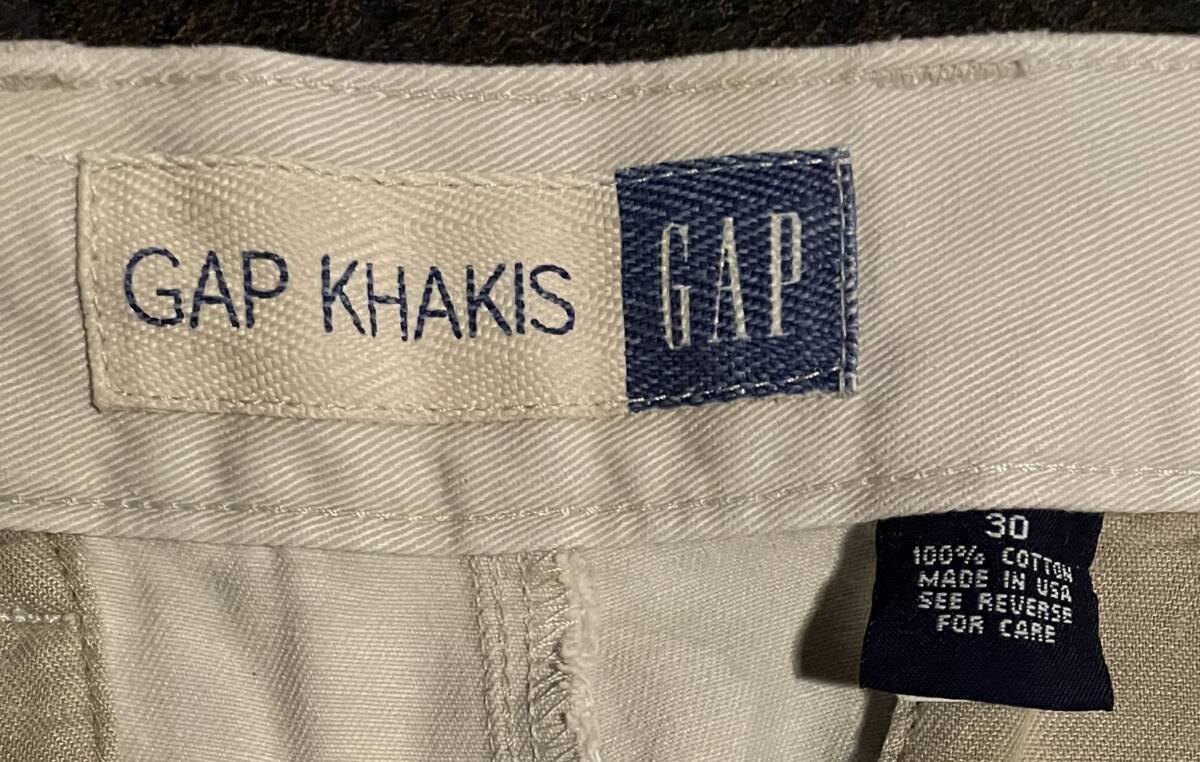 GAP KHAKIS
GAP
30
100% COTTON
MADE IN USA
SEE REVERSE
FOR CARE